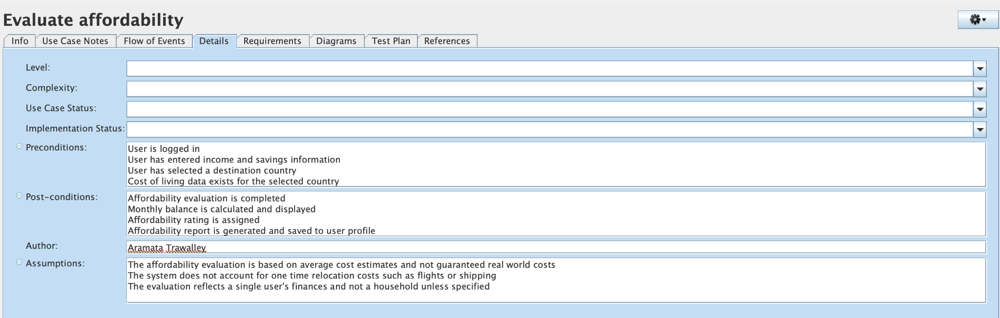 Evaluate affordability
Info
Use Case Notes
Flow of Events
Details
Requirements
Diagrams
Test Plan
References
Level:
Complexity:
Use Case Status:
Implementation Status:
Preconditions:
User is logged in
User has entered income and savings information
User has selected a destination country
Cost of living data exists for the selected country
Post-conditions:
Affordability evaluation is completed
Monthly balance is calculated and displayed
Affordability rating is assigned
Affordability report is generated and saved to user profile
Author:
Aramata Trawalley
Assumptions:
The affordability evaluation is based on average cost estimates and not guaranteed real world costs
The system does not account for one time relocation costs such as flights or shipping
The evaluation reflects a single user's finances and not a household unless specified